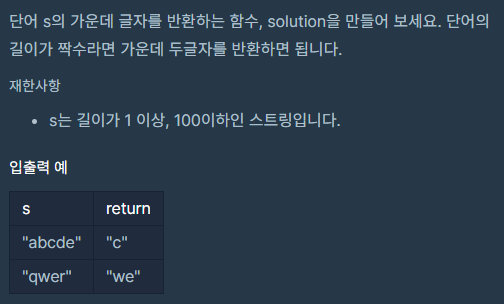 단어 s의 가운데 글자를 반환하는 함수, solution을 만들어 보세요. 단어의
길이가 짝수라면 가운데 두글자를 반환하면 됩니다.
재한사항
• s는 길이가 1 이상, 100이하인 스트링입니다.
입출력 예
s return
"abcde" "c"
"qwer" "we"